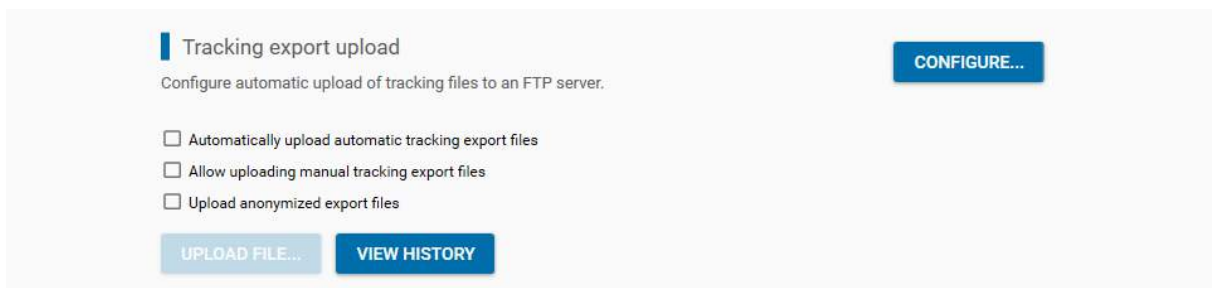 Tracking export upload
CONFIGURE...
Configure automatic upload of tracking files to an FTP server.
Automatically upload automatic tracking export files
Allow uploading manual tracking export files
Upload anonymized export files
UPLOAD FILE...
VIEW HISTORY